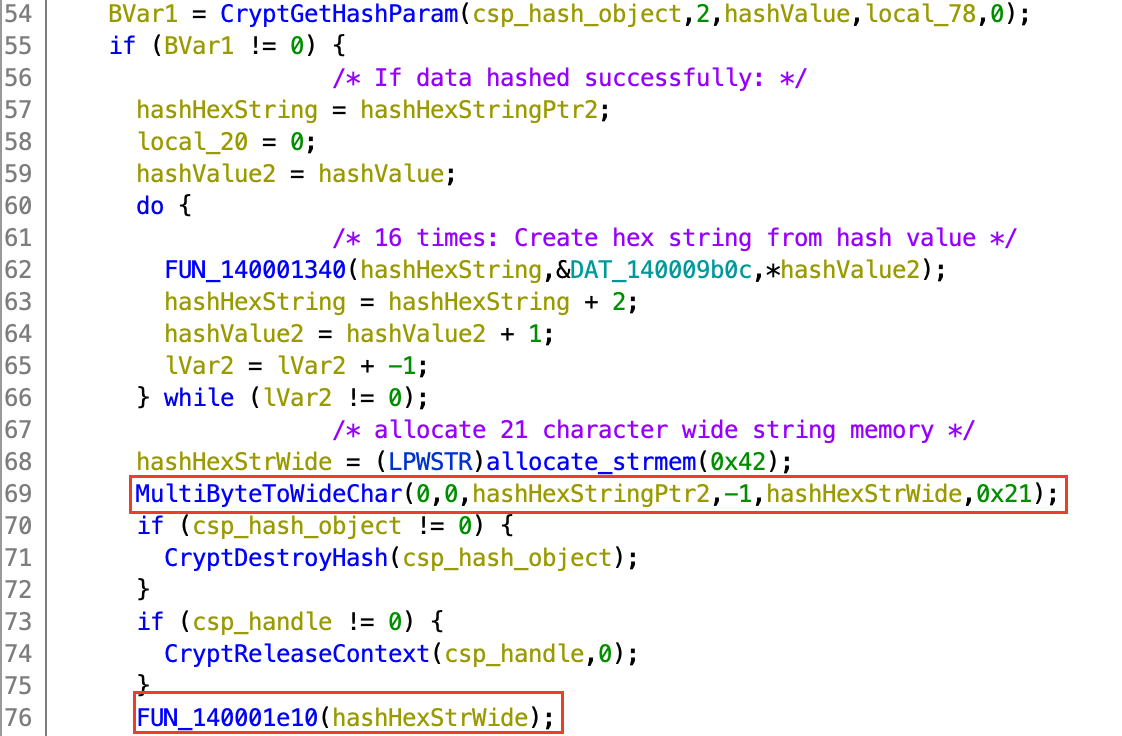 54 BVar1 = CryptGetHashParam(csp_hash_object,2,hashValue,local_78,0);
55 if (BVar1 != 0) {
56 /* If data hashed successfully: */
57 hashHexString = hashHexStringPtr2;
58 local_20 = 0;
59 hashValue2 = hashValue;
60 do {
61 /* 16 times: Create hex string from hash value */
62 FUN_140001340(hashHexString,&DAT_140009b0c,*hashValue2);
63 hashHexString = hashHexString + 2;
64 hashValue2 = hashValue2 + 1;
65 lVar2 = lVar2 + -1;
66 } while (lVar2 != 0);
67 /* allocate 21 character wide string memory */
68 hashHexStrWide = (LPWSTR)allocate_strmem(0x42);
69 MultiByteToWideChar(0,0,hashHexStringPtr2,-1,hashHexStrWide,0x21);
70 if (csp_hash_object != 0) {
71 CryptDestroyHash(csp_hash_object);
72 }
73 if (csp_handle != 0) {
74 CryptReleaseContext(csp_handle,0);
75 }
76 FUN_140001e10(hashHexStrWide);